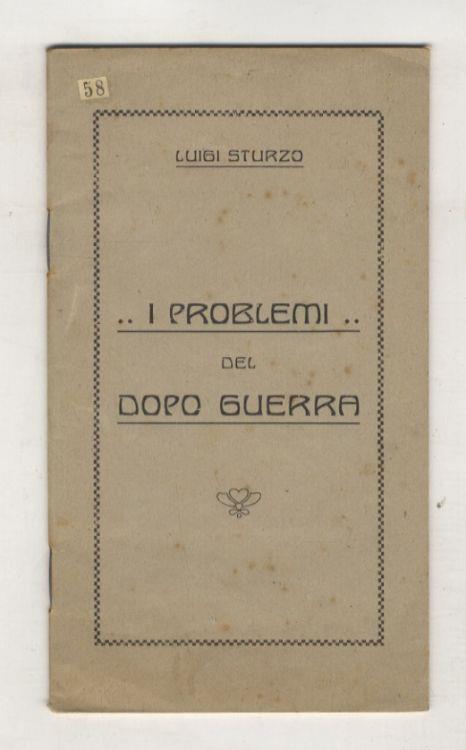 58
LUIGI STURZO
.. I PROBLEMI ..
DEL
DOPO GUERRA